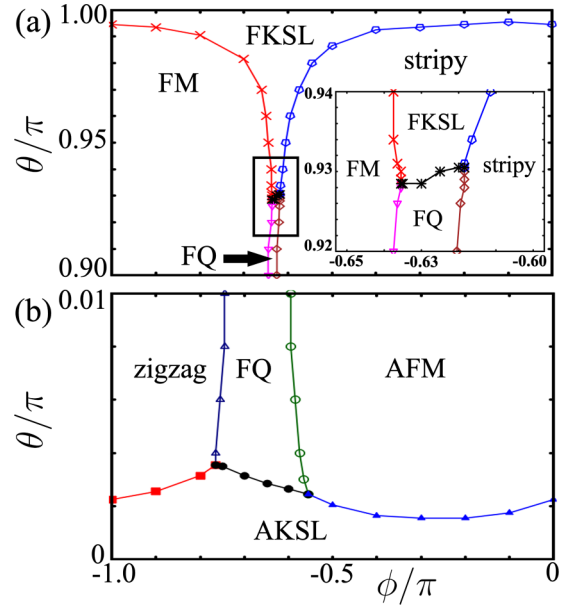 (a)
1.00
0.95
0.90
θ/π
FKSL
FM
stripy
FQ
0.94
0.93
0.92
FKSL
FM
stripy
FQ
-0.65
-0.63
-0.60
(b)
0.01
0
θ/π
zigzag
FQ
AFM
AKSL
-1.0
-0.5
ϕ/π
0